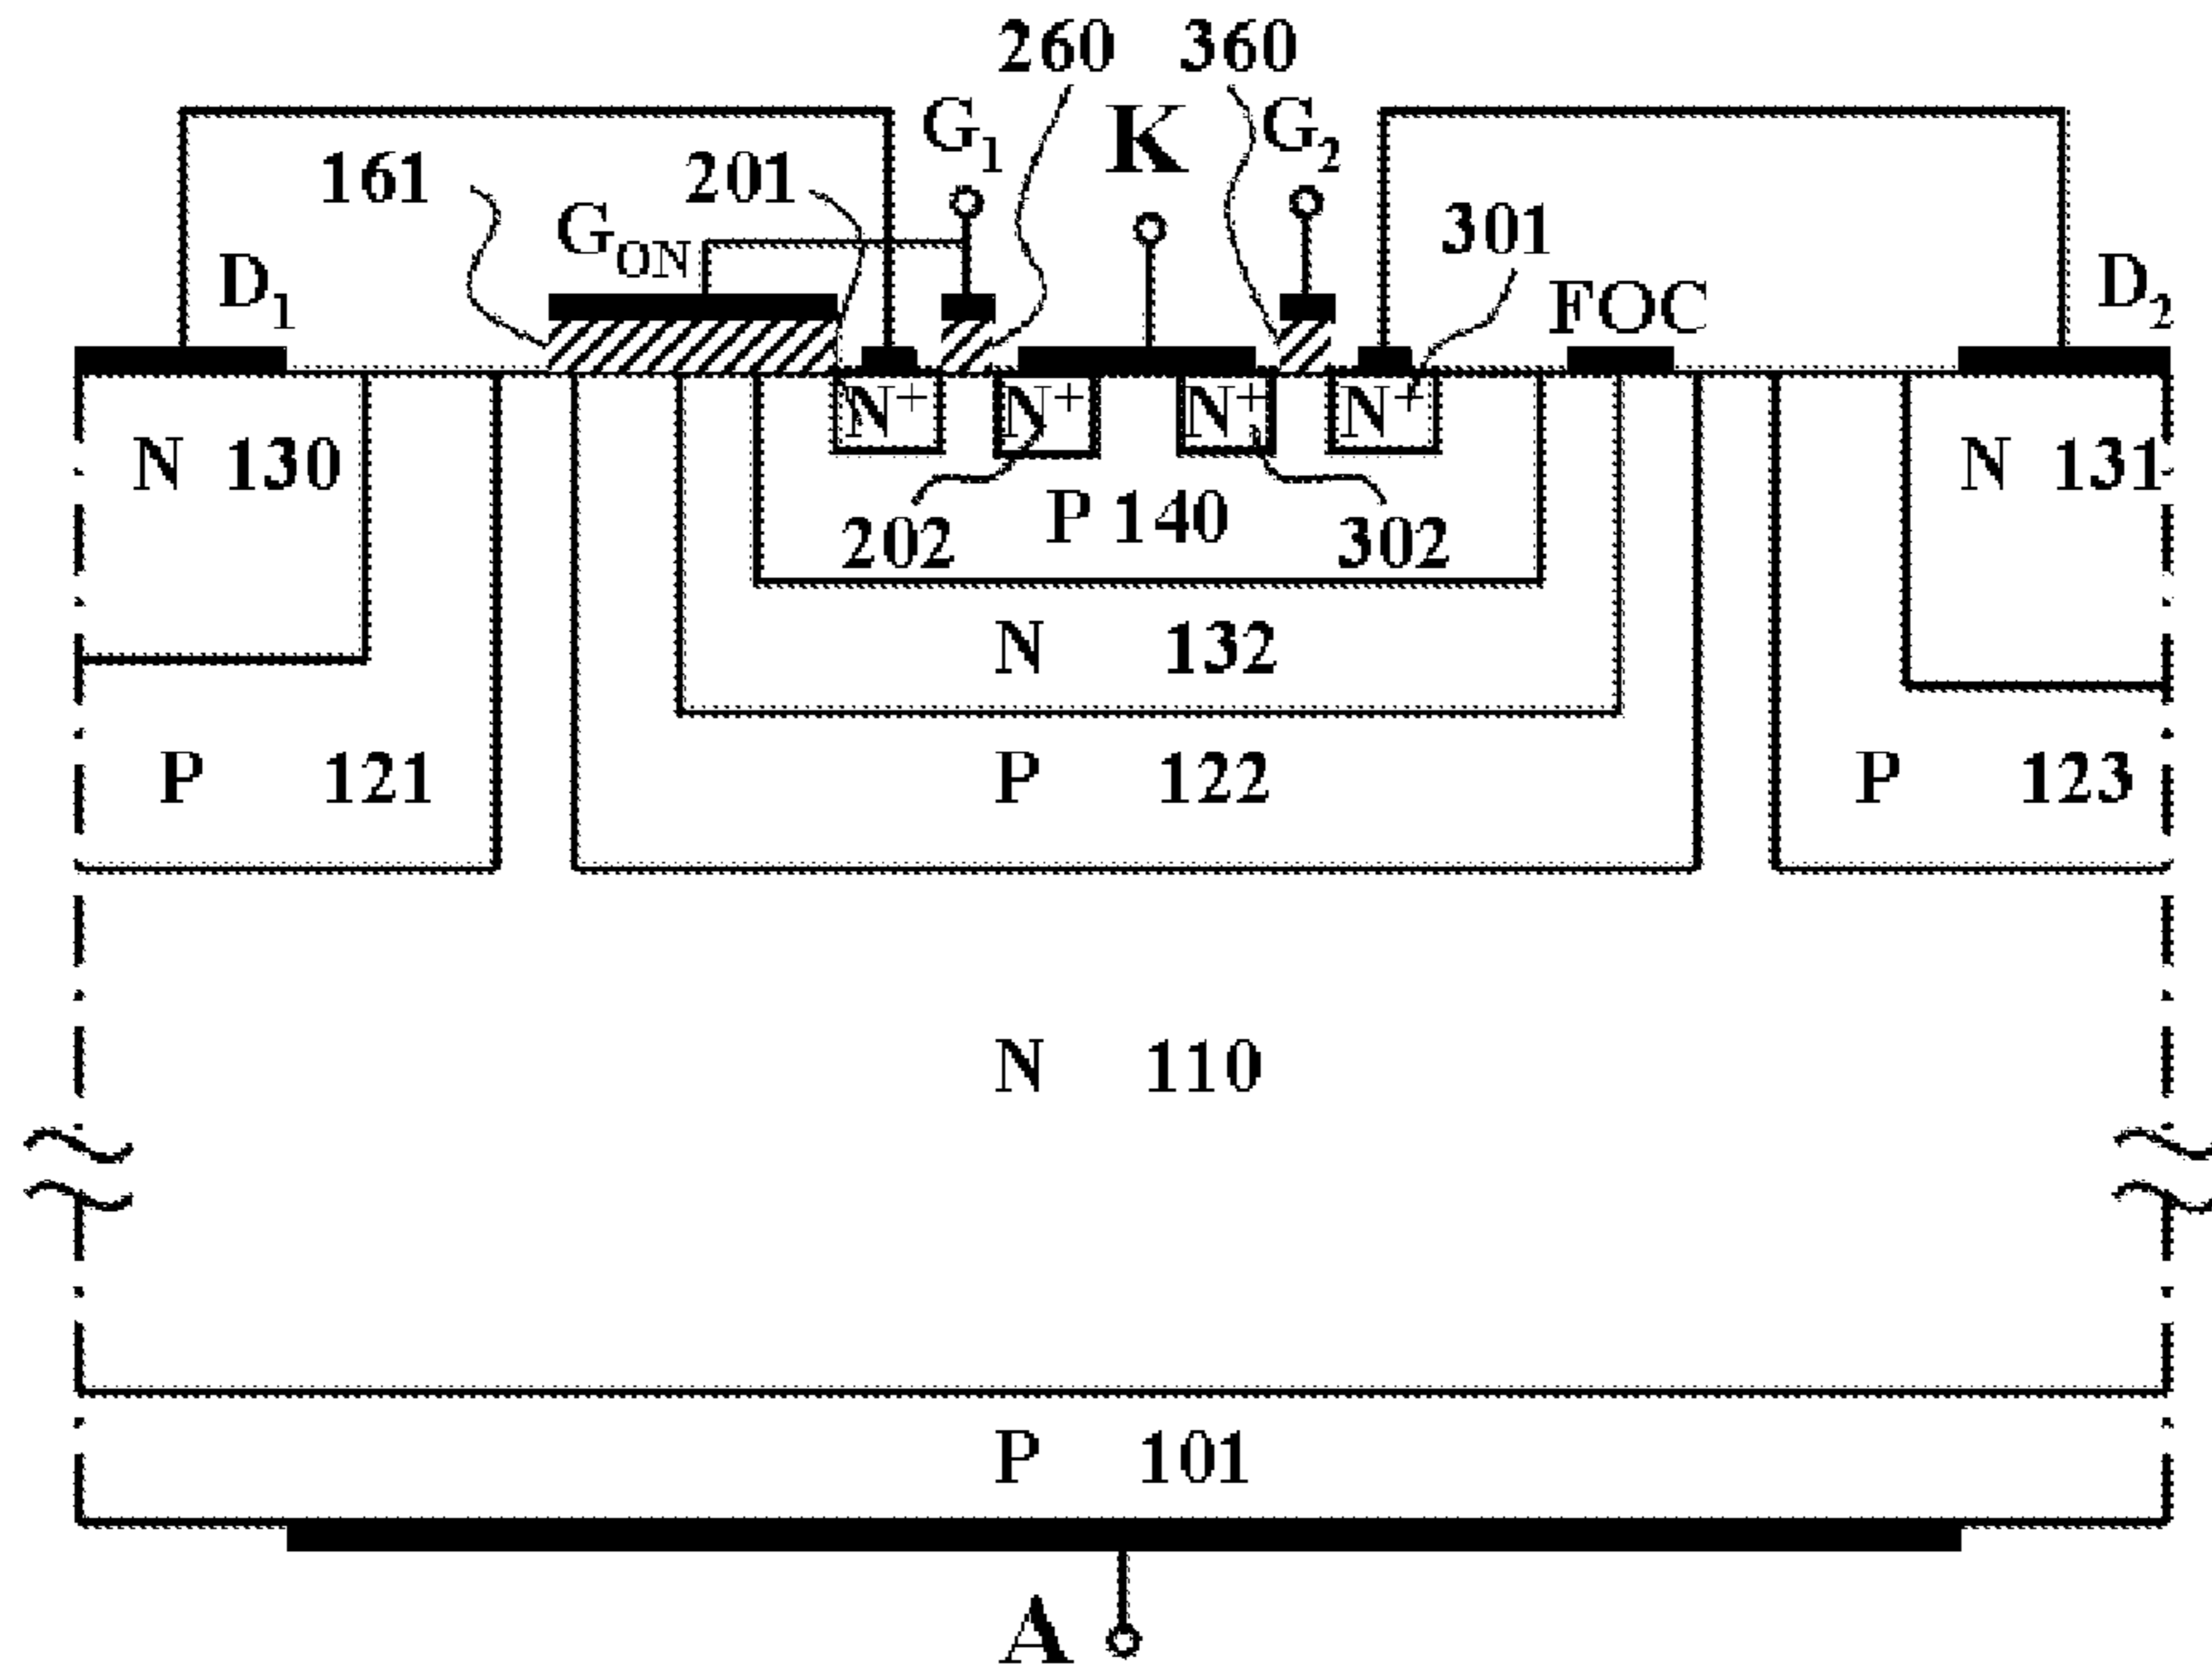 260 360
G1 K G2
161 201 301
GON
D1 FOC D2
N+ N+ N+ N+
N 130 N 131
P 140
202 302
N 132
P 121 P 122 P 123
N 110
P 101
A